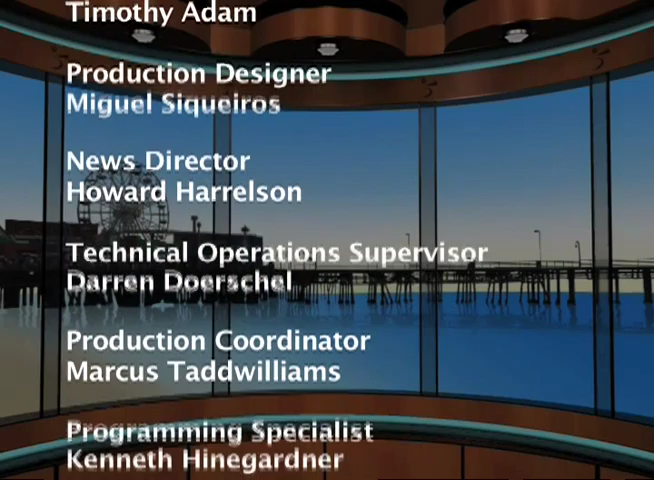 Timothy Adam
Production Designer
Miguel Siqueiros
News Director
Howard Harrelson
Technical Operations Supervisor
Darren Doerschel
Production Coordinator
Marcus Taddwilliams
Programming Specialist
Kenneth Hinegardner